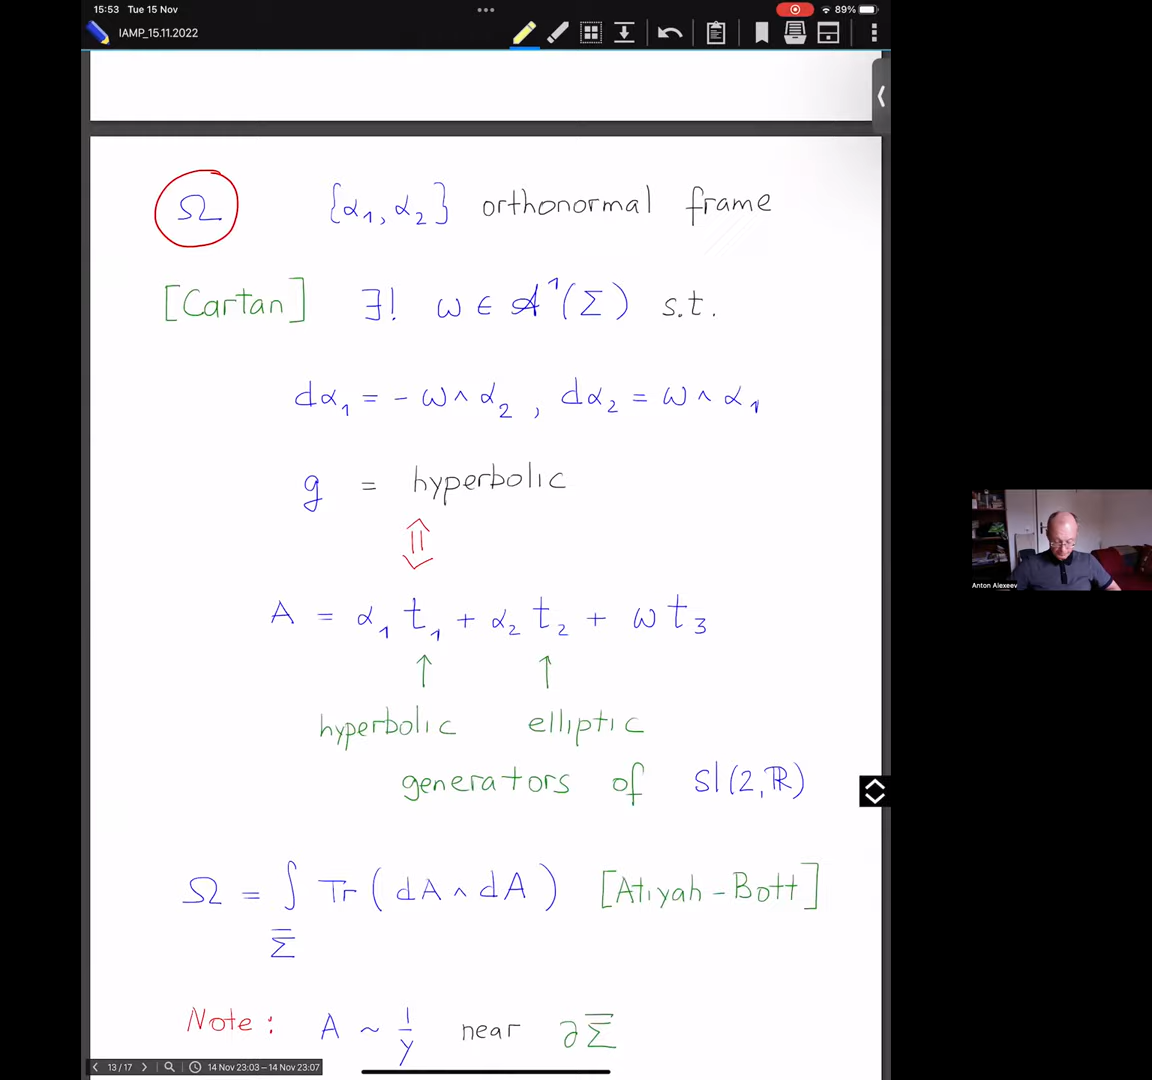 15:53 Tue 15 Nov
89%
IAMP_15.11.2022
Ω {α₁, α₂} orthonormal frame
[Cartan] ∃! ω ∈ 𝒜¹(Σ) s.t.
dα₁ = - ω ∧ α₂ , dα₂ = ω ∧ α₁
g = hyperbolic
⇕
A = α₁ t₁ + α₂ t₂ + ω t₃
↑ ↑
hyperbolic elliptic
generators of sl(2,ℝ)
Ω = ∫_Σ̅ Tr (dA ∧ dA) [Atiyah-Bott]
Note: A ~ 1/y near ∂Σ̅
13/17 14 Nov 23:03 – 14 Nov 23:07
Anton Alexeev